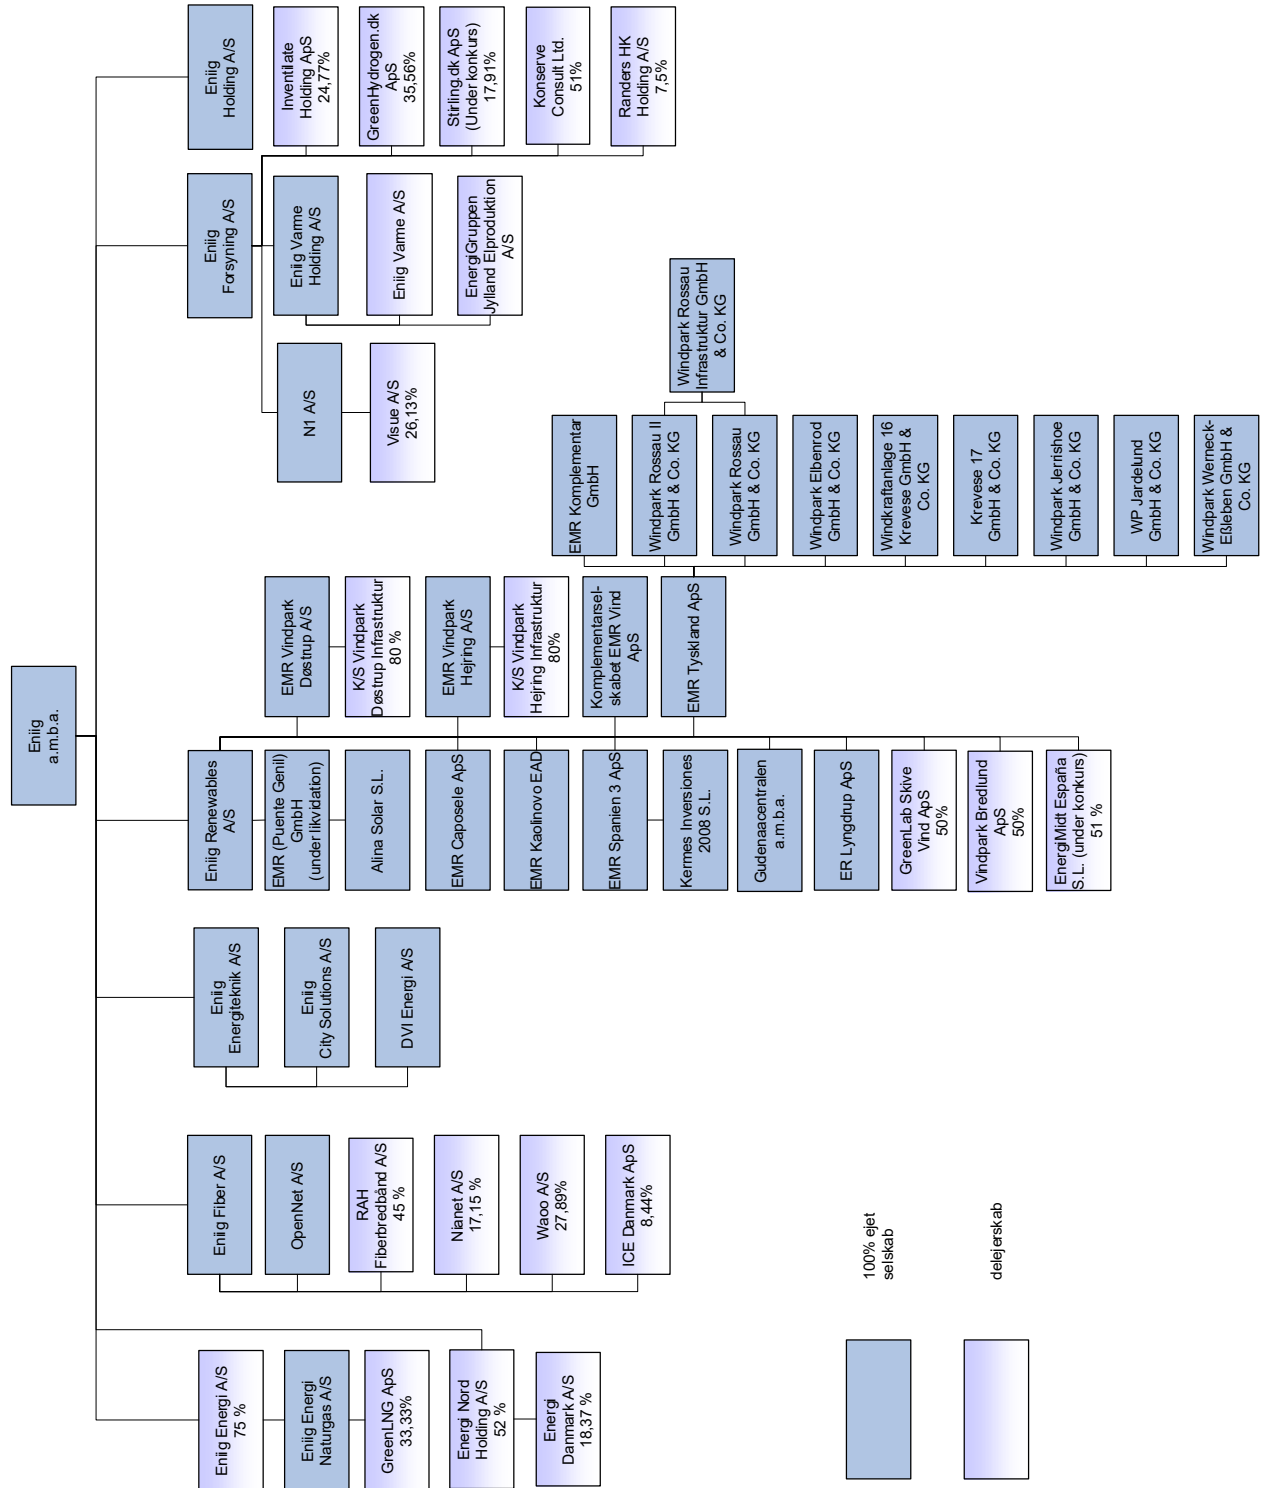 Eniig
a.m.b.a.
Eniig Energi A/S
75 %
Eniig Energi
Naturgas A/S
GreenLNG ApS
33,33%
Energi Nord
Holding A/S
52 %
Energi
Danmark A/S
18,37 %
Eniig Fiber A/S
OpenNet A/S
RAH
Fiberbredbånd A/S
45 %
Nianet A/S
17,15 %
Waoo A/S
27,89%
ICE Danmark ApS
8,44%
Eniig
Energiteknik A/S
Eniig
City Solutions A/S
DVI Energi A/S
Eniig Renewables
A/S
EMR (Puente Genil)
GmbH
(under likvidation)
Alina Solar S.L.
EMR Caposele ApS
EMR Kaolinovo EAD
EMR Spanien 3 ApS
Kermes Inversiones
2008 S.L.
Gudenaacentralen
a.m.b.a.
ER Lyngdrup ApS
GreenLab Skive
Vind ApS
50%
Vindpark Bredlund
ApS
50%
EnergiMidt España
S.L. (under konkurs)
51 %
EMR Vindpark
Døstrup A/S
K/S Vindpark
Døstrup Infrastruktur
80 %
EMR Vindpark
Hejring A/S
K/S Vindpark
Hejring Infrastruktur
80%
Komplementarsel-
skabet EMR Vind
ApS
EMR Tyskland ApS
EMR Komplementar
GmbH
Windpark Rossau II
GmbH & Co. KG
Windpark Rossau
GmbH & Co. KG
Windpark Elbenrod
GmbH & Co. KG
Windkraftanlage 16
Krevese GmbH &
Co. KG
Krevese 17
GmbH & Co. KG
Windpark Jerrishoe
GmbH & Co. KG
WP Jardelund
GmbH & Co. KG
Windpark Werneck-
Eßleben GmbH &
Co. KG
Windpark Rossau
Infrastruktur GmbH
& Co. KG
Eniig
Forsyning A/S
N1 A/S
Visue A/S
26,13%
Eniig Varme
Holding A/S
Eniig Varme A/S
EnergiGruppen
Jylland Elproduktion
A/S
Eniig
Holding A/S
Inventilate
Holding ApS
24,77%
GreenHydrogen.dk
ApS
35,56%
Stirling.dk ApS
(Under konkurs)
17,91%
Konserve
Consult Ltd.
51%
Randers HK
Holding A/S
7,5%
100% ejet
selskab
delejerskab